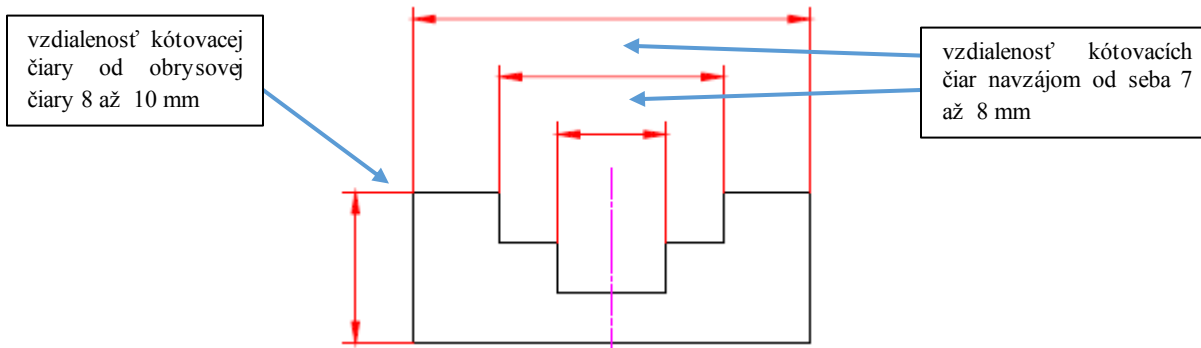 vzdialenosť kótovacej
čiary od obrysovej
čiary 8 až 10 mm
vzdialenosť kótovacích
čiar navzájom od seba 7
až 8 mm